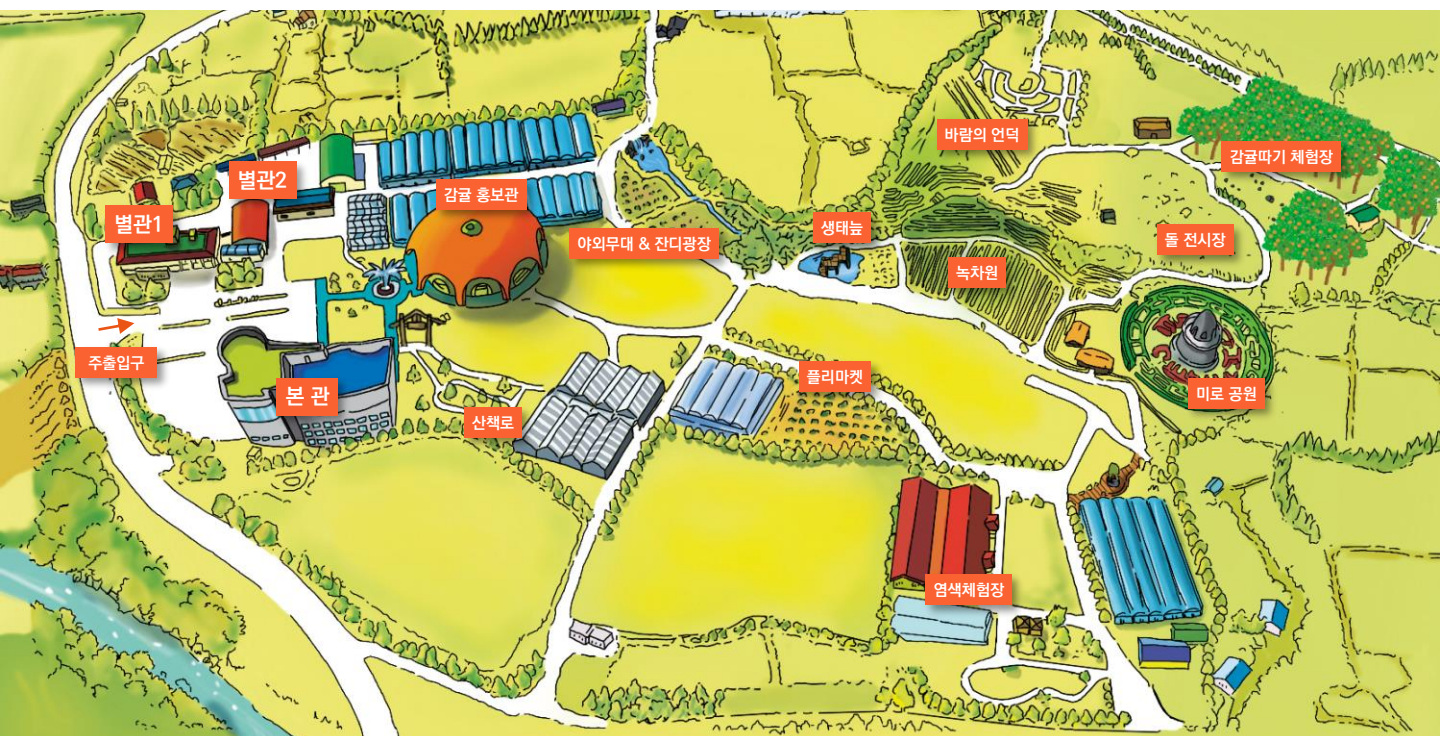 바람의 언덕
감귤따기 체험장
별관2
감귤 홍보관
별관1
생태늪
야외무대 & 잔디광장
돌 전시장
녹차원
주출입구
플리마켓
본 관
미로 공원
산책로
염색체험장